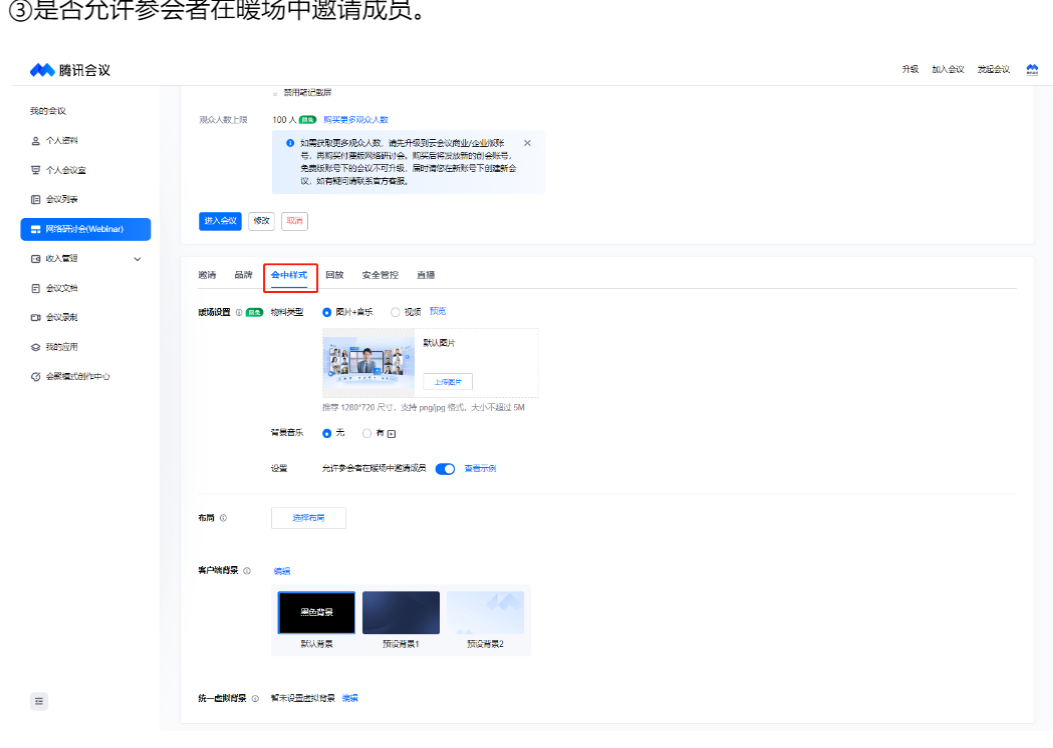 ③是否允许参会者在暖场中邀请成员。
腾讯会议
升级 加入会议 发起会议
我的会议
个人资料
个人会议室
会议列表
网络研讨会(Webinar)
收入管理
会议文档
会议录制
我的应用
会聚模式创作中心
禁用笔记截屏
观众人数上限 100 人 限免 购买更多观众人数
如需获取更多观众人数,请先升级到云会议商业/企业版账
号,再购买付费版网络研讨会。购买后将发放新的创会账号,
免费版账号下的会议不可升级,届时请您在新账号下创建新会
议,如有疑问请联系官方客服。
进入会议 修改 取消
邀请 品牌 会中样式 回放 安全管控 直播
暖场设置 限免 物料类型 图片+音乐 视频 预览
默认图片
上传图片
推荐 1280*720 尺寸,支持 png/jpg 格式,大小不超过 5M
背景音乐 无 有
设置 允许参会者在暖场中邀请成员 查看示例
布局 选择布局
客户端背景 编辑
黑色背景
默认背景 预设背景1 预设背景2
统一虚拟背景 暂未设置虚拟背景 编辑